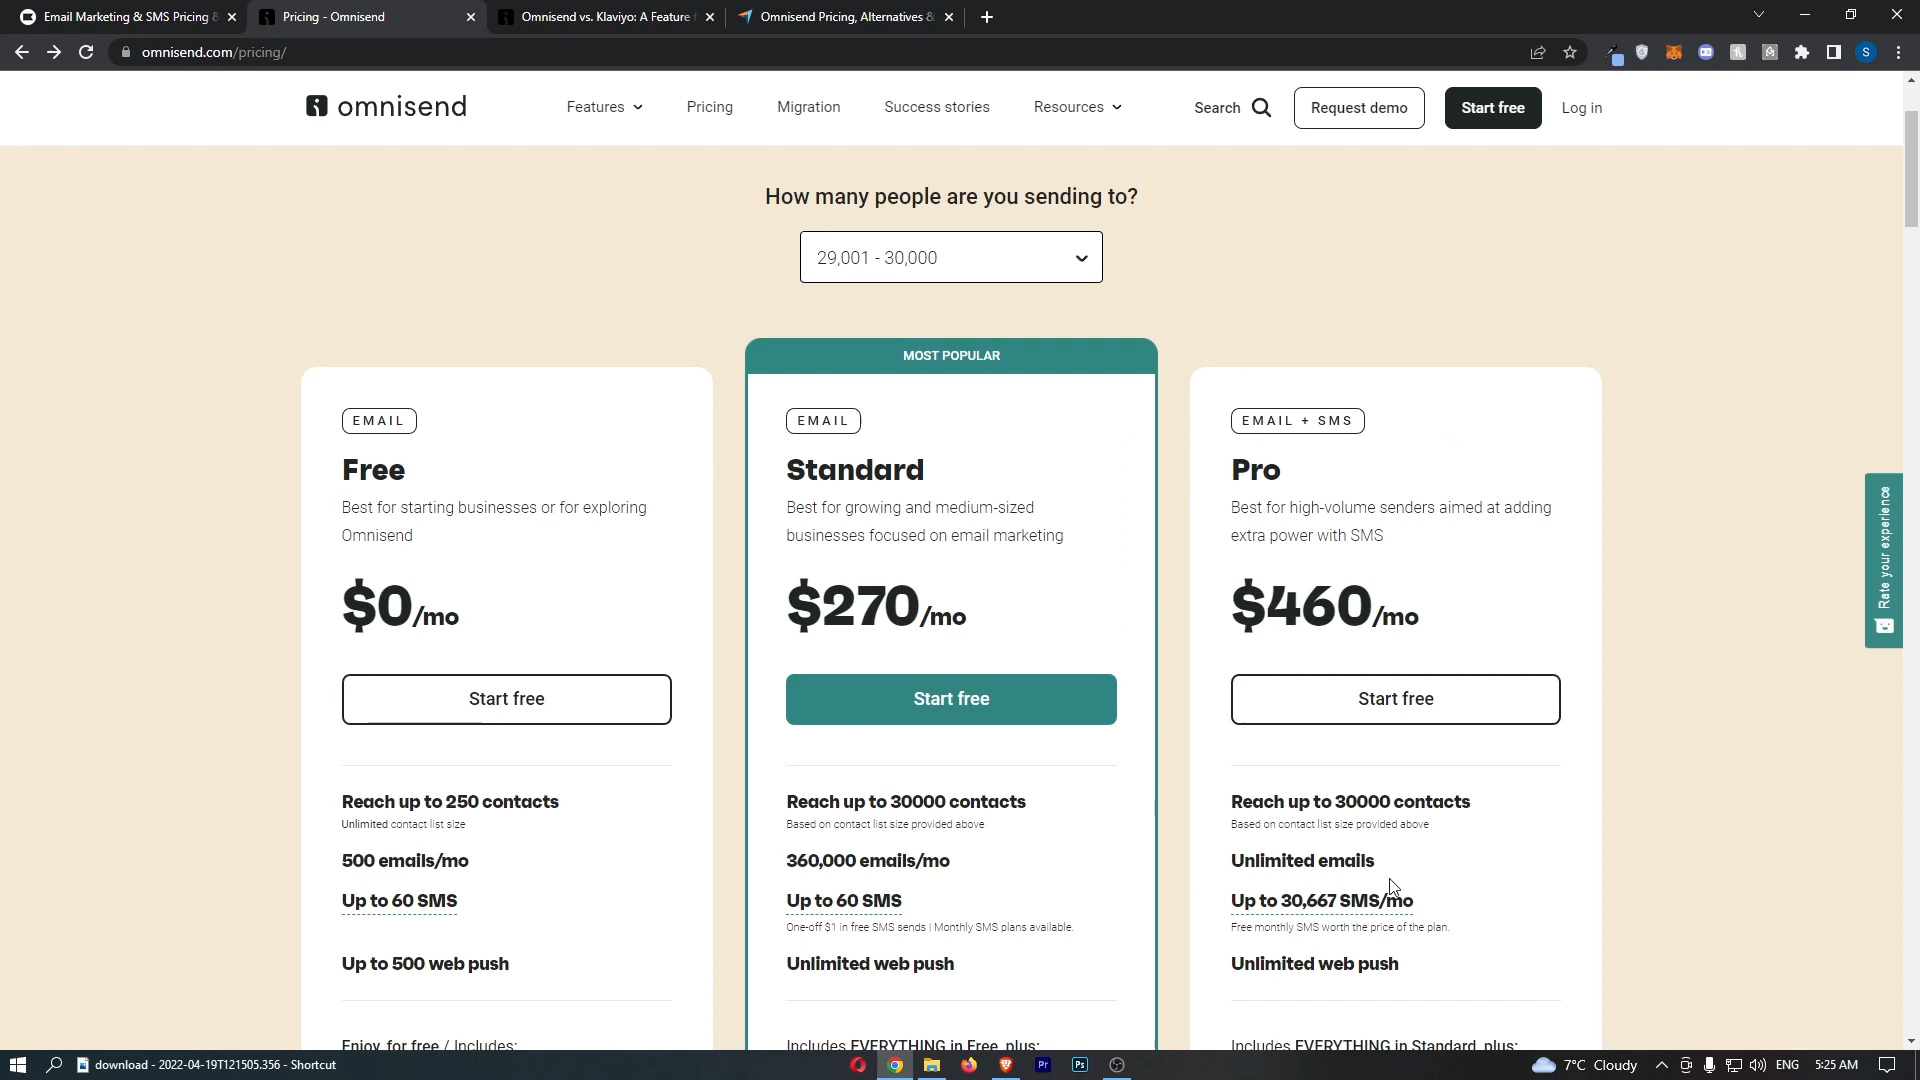 Email Marketing & SMS Pricing &
Pricing - Omnisend
Omnisend vs. Klaviyo: A Feature
Omnisend Pricing, Alternatives &
omnisend.com/pricing/
S
omnisend
Features
Pricing
Migration
Success stories
Resources
Search
Request demo
Start free
Log in
How many people are you sending to?
29,001 - 30,000
MOST POPULAR
EMAIL
Free
Best for starting businesses or for exploring
Omnisend
$0/mo
Start free
Reach up to 250 contacts
Unlimited contact list size
500 emails/mo
Up to 60 SMS
Up to 500 web push
Enjoy, for free / Includes:
EMAIL
Standard
Best for growing and medium-sized
businesses focused on email marketing
$270/mo
Start free
Reach up to 30000 contacts
Based on contact list size provided above
360,000 emails/mo
Up to 60 SMS
One-off $1 in free SMS sends | Monthly SMS plans available.
Unlimited web push
Includes EVERYTHING in Free, plus:
EMAIL + SMS
Pro
Best for high-volume senders aimed at adding
extra power with SMS
$460/mo
Start free
Reach up to 30000 contacts
Based on contact list size provided above
Unlimited emails
Up to 30,667 SMS/mo
Free monthly SMS worth the price of the plan.
Unlimited web push
Includes EVERYTHING in Standard, plus:
Rate your experience
download - 2022-04-19T121505.356 - Shortcut
Pr
Ps
7°C Cloudy
ENG
5:25 AM